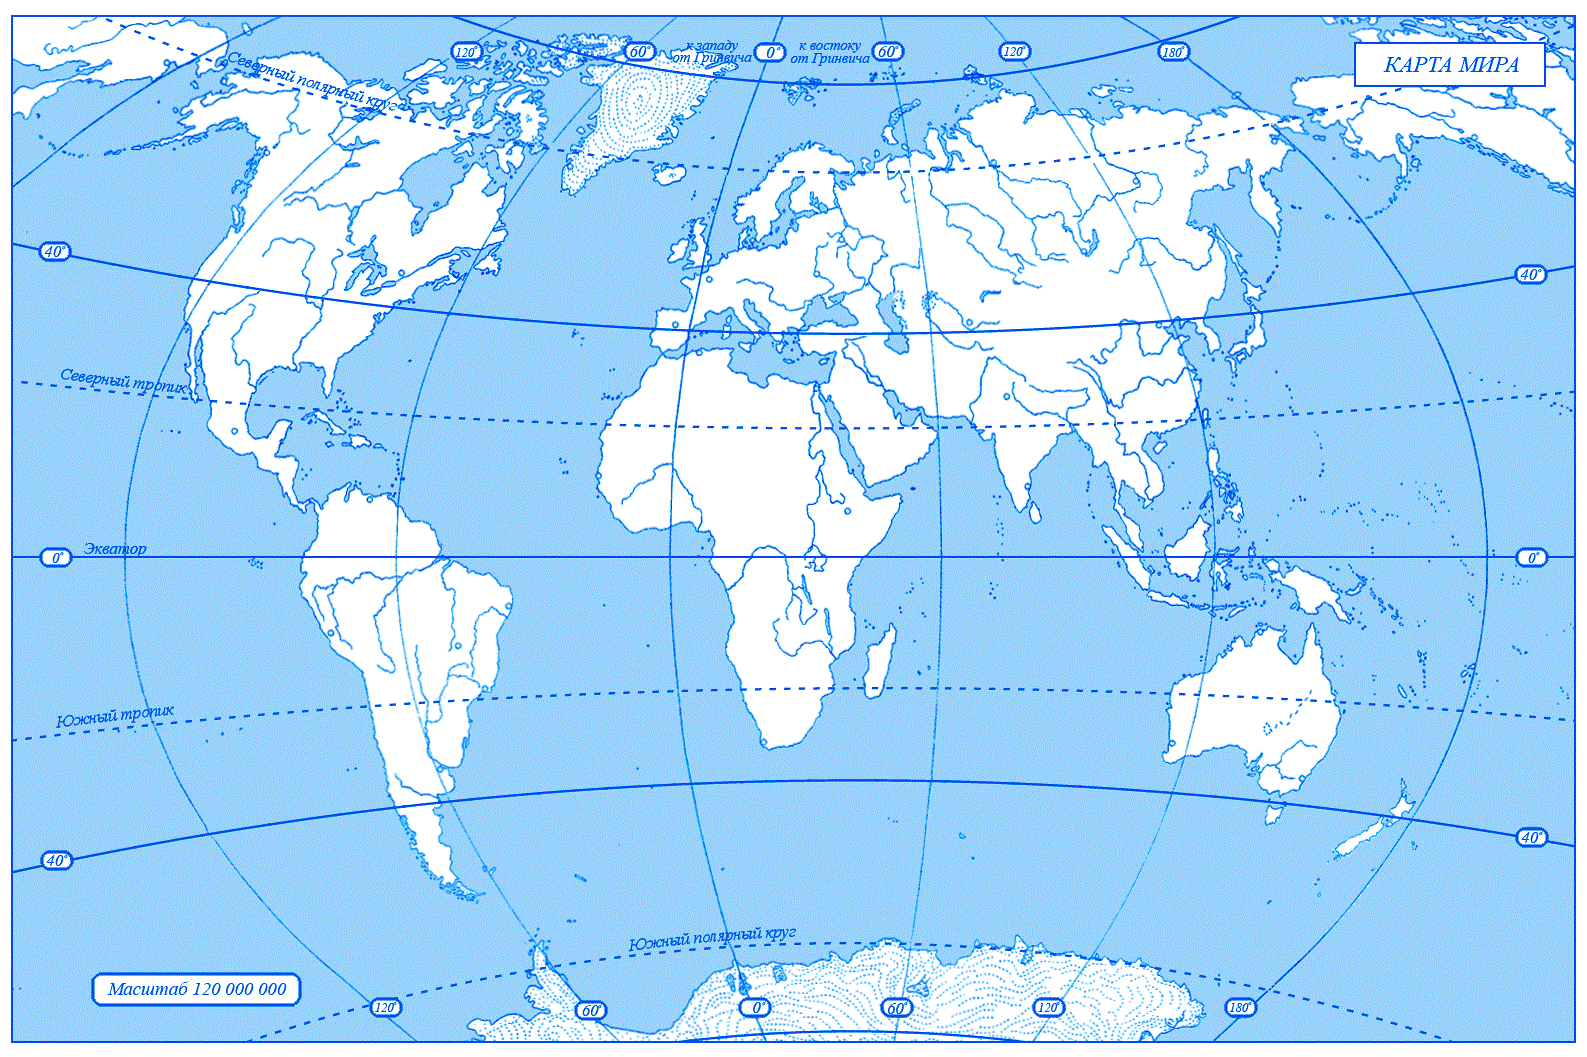 120°
60°
к западу
от Гринвича
0°
к востоку
от Гринвича
60°
120°
180°
КАРТА МИРА
Северный полярный круг
40°
40°
Северный тропик
0°
Экватор
0°
Южный тропик
40°
40°
Южный полярный круг
Масштаб 120 000 000
120°
60°
0°
60°
120°
180°